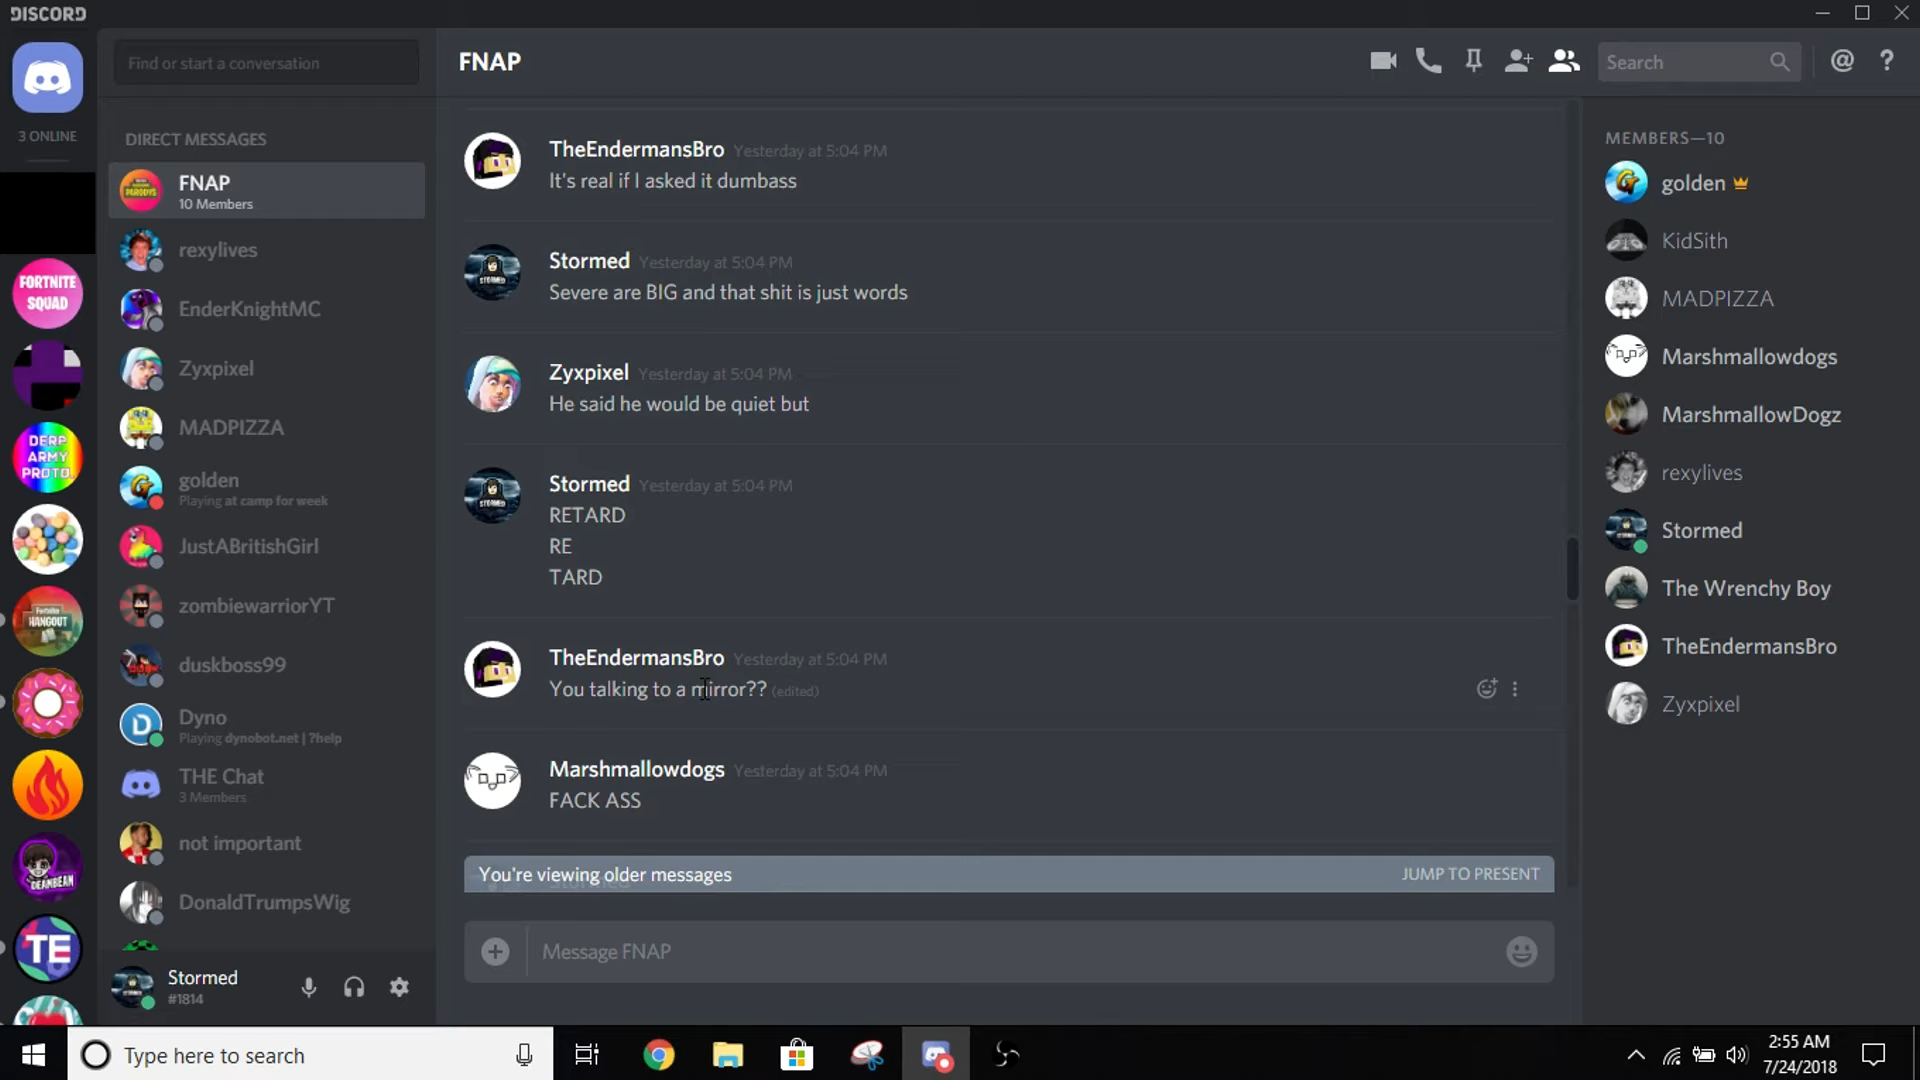 DISCORD
Find or start a conversation
FNAP
Search
3 ONLINE
DIRECT MESSAGES
FNAP
10 Members
rexylives
EnderKnightMC
Zyxpixel
MADPIZZA
golden
Playing at camp for week
JustABritishGirl
zombiewarriorYT
duskboss99
Dyno
Playing dynobot.net | ?help
THE Chat
3 Members
not important
DonaldTrumpsWig
Stormed
#1814
FORTNITE
SQUAD
DERP
ARMY
PROTO.
Fortnite
HANGOUT
DEANBEAN
TE
TheEndermansBro Yesterday at 5:04 PM
It's real if I asked it dumbass
Stormed Yesterday at 5:04 PM
Severe are BIG and that shit is just words
Zyxpixel Yesterday at 5:04 PM
He said he would be quiet but
Stormed Yesterday at 5:04 PM
RETARD
RE
TARD
TheEndermansBro Yesterday at 5:04 PM
You talking to a mirror?? (edited)
Marshmallowdogs Yesterday at 5:04 PM
FACK ASS
You're viewing older messages JUMP TO PRESENT
Message FNAP
MEMBERS—10
golden
KidSith
MADPIZZA
Marshmallowdogs
MarshmallowDogz
rexylives
Stormed
The Wrenchy Boy
TheEndermansBro
Zyxpixel
Type here to search
2:55 AM
7/24/2018